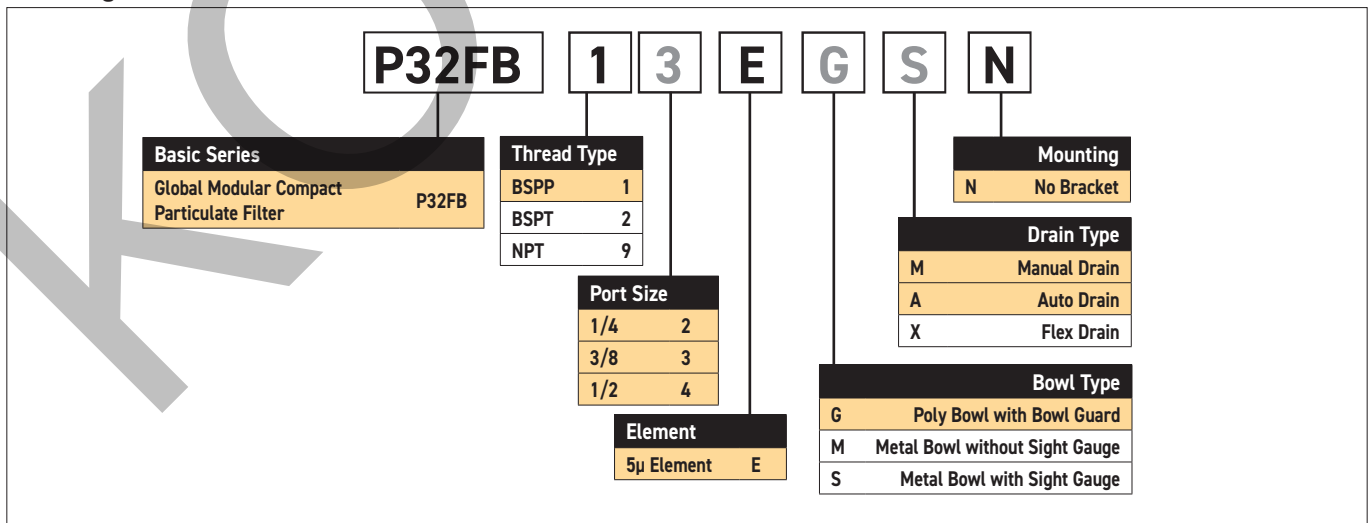 P32FB 1 3 E G S N
Basic Series
Global Modular Compact
Particulate Filter P32FB
Thread Type
BSPP 1
BSPT 2
NPT 9
Port Size
1/4 2
3/8 3
1/2 4
Element
5µ Element E
Mounting
N No Bracket
Drain Type
M Manual Drain
A Auto Drain
X Flex Drain
Bowl Type
G Poly Bowl with Bowl Guard
M Metal Bowl without Sight Gauge
S Metal Bowl with Sight Gauge